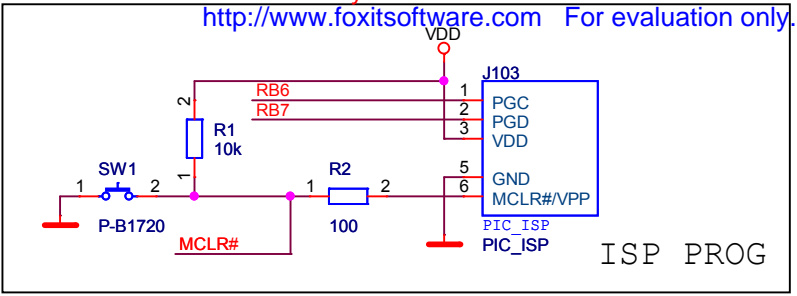 http://www.foxitsoftware.com For evaluation only.
VDD
J103
RB6
1
PGC
RB7
2
PGD
3
VDD
2
R1
10k
1
5
GND
SW1
1
2
R2
1
2
6
MCLR#/VPP
P-B1720
100
PIC_ISP
MCLR#
PIC_ISP
ISP PROG